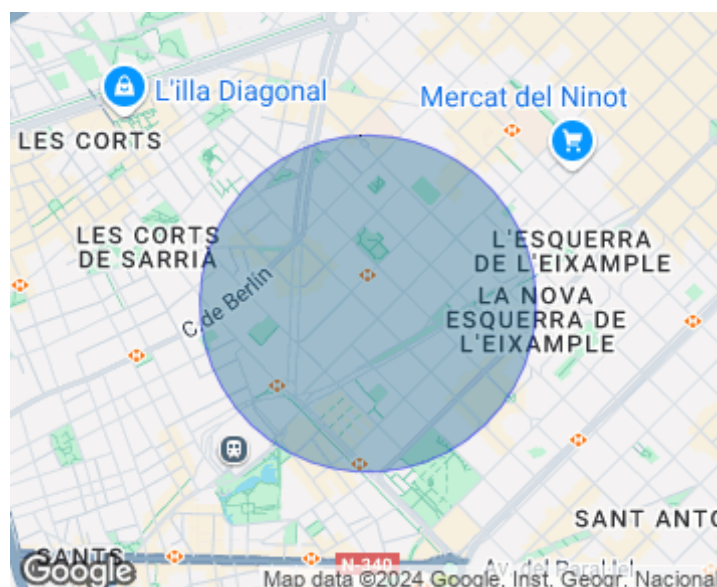 L'illa Diagonal
Mercat del Ninot
LES CORTS
LES CORTS
DE SARRIÀ
L'ESQUERRA
DE L'EIXAMPLE
C. de Berlín
LA NOVA
ESQUERRA DE
L'EIXAMPLE
SANT ANTO
SANTS
N-340
Av. del Paral·lel
Google
Map data ©2024 Google, Inst. Geogr. Naciona